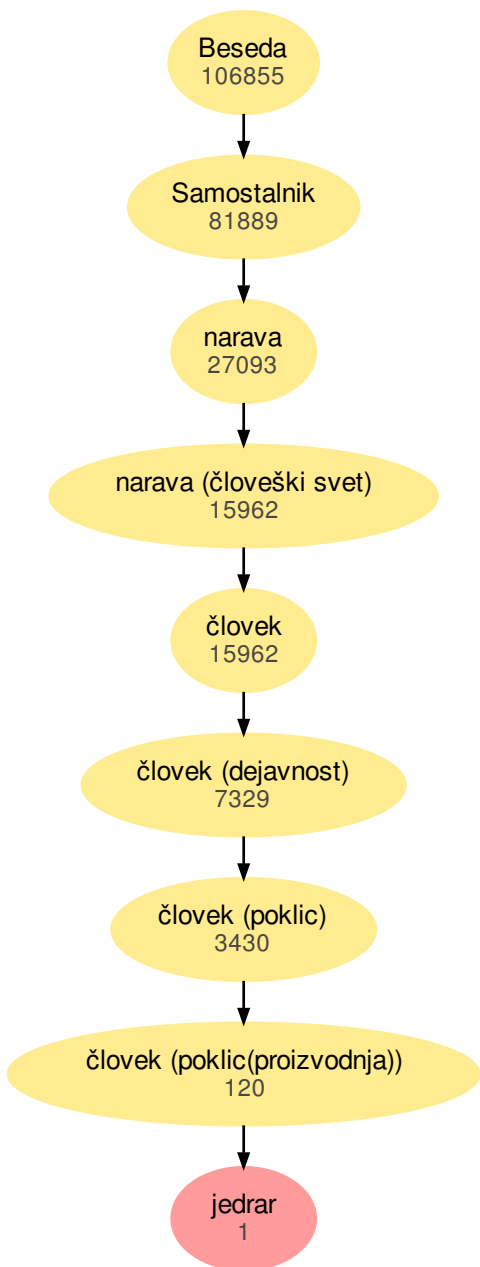 Beseda
106855
Samostalnik
81889
narava
27093
narava (človeški svet)
15962
človek
15962
človek (dejavnost)
7329
človek (poklic)
3430
človek (poklic(proizvodnja))
120
jedrar
1